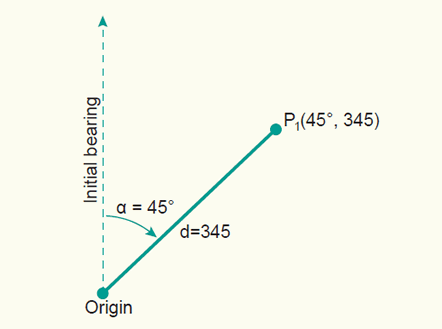 Initial bearing
P₁(45°, 345)
α = 45°
d=345
Origin